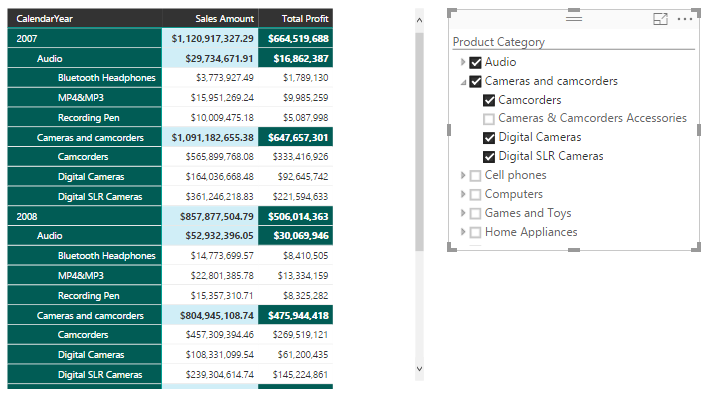 CalendarYear Sales Amount Total Profit
2007 $1,120,917,327.29 $664,519,688
Audio $29,734,671.91 $16,862,387
Bluetooth Headphones $3,773,927.49 $1,789,130
MP4&MP3 $15,951,269.24 $9,985,259
Recording Pen $10,009,475.18 $5,087,998
Cameras and camcorders $1,091,182,655.38 $647,657,301
Camcorders $565,899,768.08 $333,416,926
Digital Cameras $164,036,668.48 $92,645,742
Digital SLR Cameras $361,246,218.83 $221,594,633
2008 $857,877,504.79 $506,014,363
Audio $52,932,396.05 $30,069,946
Bluetooth Headphones $14,773,699.57 $8,410,505
MP4&MP3 $22,801,385.78 $13,334,159
Recording Pen $15,357,310.71 $8,325,282
Cameras and camcorders $804,945,108.74 $475,944,418
Camcorders $457,309,394.46 $269,519,121
Digital Cameras $108,331,099.54 $61,200,435
Digital SLR Cameras $239,304,614.74 $145,224,861
Product Category
Audio
Cameras and camcorders
Camcorders
Cameras & Camcorders Accessories
Digital Cameras
Digital SLR Cameras
Cell phones
Computers
Games and Toys
Home Appliances